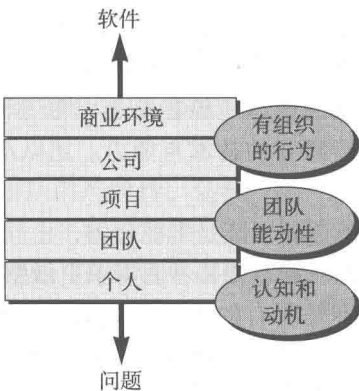 软件
商业环境
公司
项目
团队
个人
有组织
的行为
团队
能动性
认知和
动机
问题